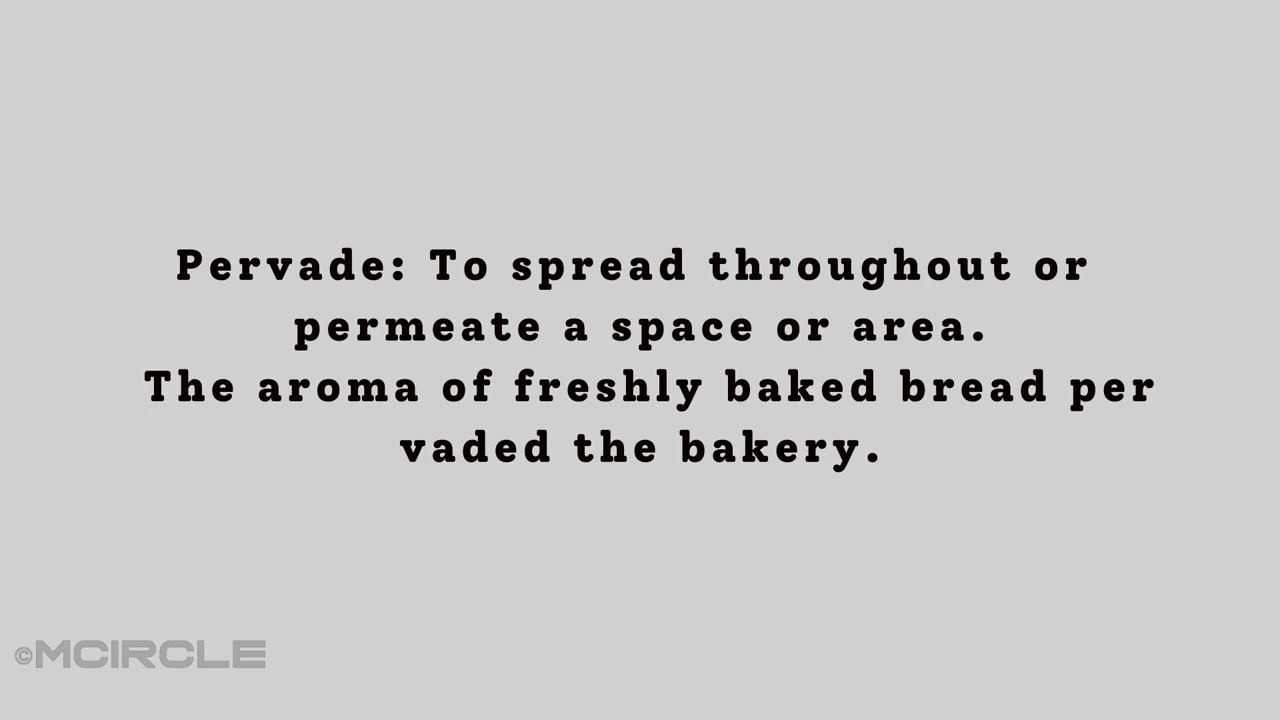 Pervade: To spread throughout or
permeate a space or area.
The aroma of freshly baked bread per
vaded the bakery.
©MCIRCLE